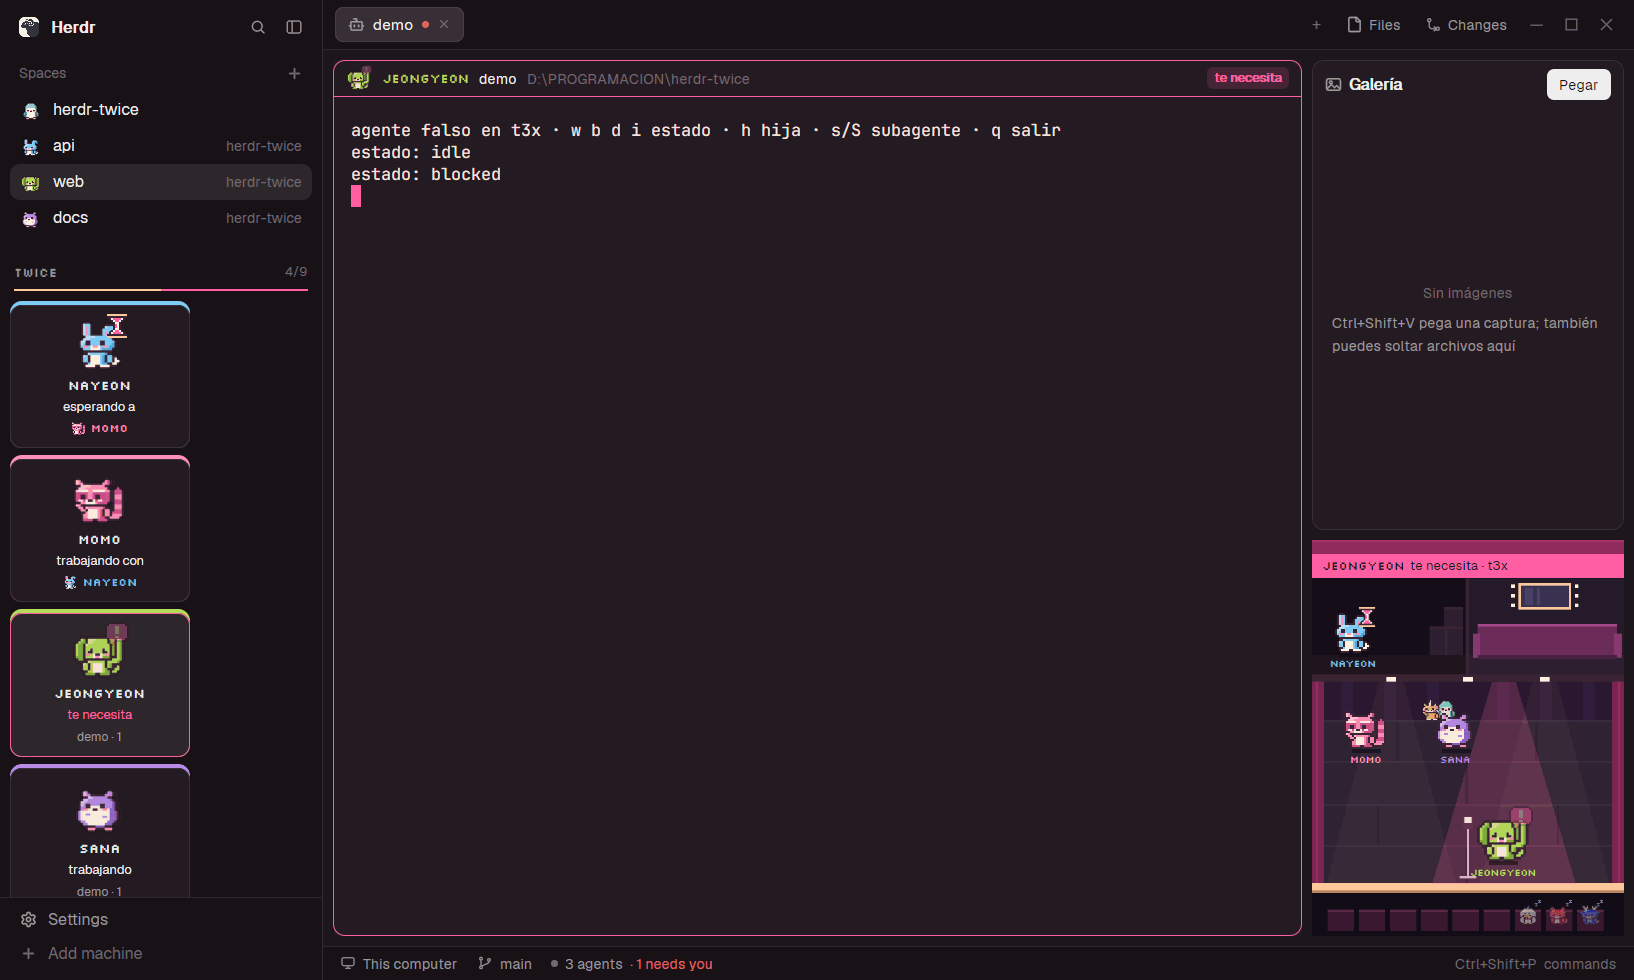 Herdr
Spaces
herdr-twice
api herdr-twice
web herdr-twice
docs herdr-twice
TWICE 4/9
NAYEON
esperando a
MOMO
MOMO
trabajando con
NAYEON
JEONGYEON
te necesita
demo · 1
SANA
trabajando
demo · 1
Settings
Add machine
demo
Files
Changes
JEONGYEON demo D:\PROGRAMACION\herdr-twice te necesita
agente falso en t3x · w b d i estado · h hija · s/S subagente · q salir
estado: idle
estado: blocked
Galería Pegar
Sin imágenes
Ctrl+Shift+V pega una captura; también
puedes soltar archivos aquí
JEONGYEON te necesita · t3x
NAYEON
MOMO
SANA
JEONGYEON
This computer main 3 agents · 1 needs you
Ctrl+Shift+P commands